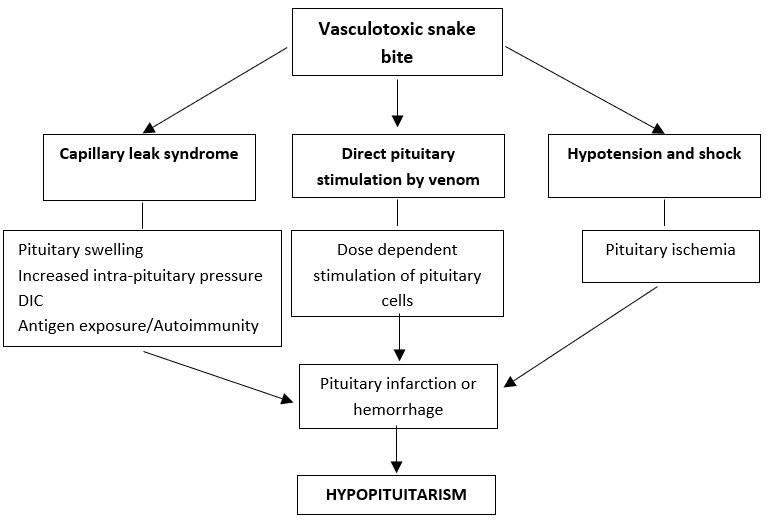 Vasculotoxic snake
bite
Capillary leak syndrome
Direct pituitary
stimulation by venom
Hypotension and shock
Pituitary swelling
Increased intra-pituitary pressure
DIC
Antigen exposure/Autoimmunity
Dose dependent
stimulation of pituitary
cells
Pituitary ischemia
Pituitary infarction or
hemorrhage
HYPOPITUITARISM